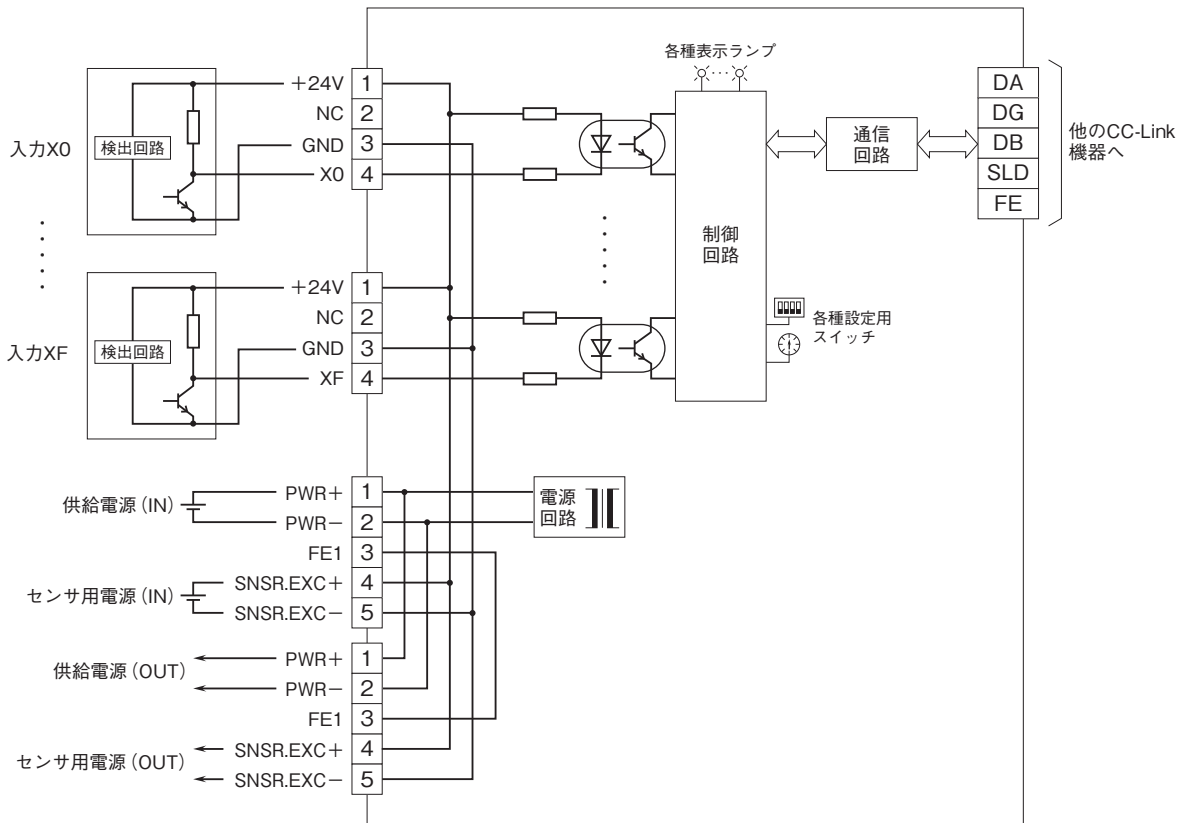 各種表示ランプ
入力X0
検出回路
+24V 1
NC 2
GND 3
X0 4
入力XF
検出回路
+24V 1
NC 2
GND 3
XF 4
制御
回路
通信
回路
DA
DG
DB
SLD
FE
他のCC-Link
機器へ
各種設定用
スイッチ
供給電源(IN)
PWR+ 1
PWR− 2
FE1 3
センサ用電源(IN)
SNSR.EXC+ 4
SNSR.EXC− 5
電源
回路
供給電源(OUT)
PWR+ 1
PWR− 2
FE1 3
センサ用電源(OUT)
SNSR.EXC+ 4
SNSR.EXC− 5